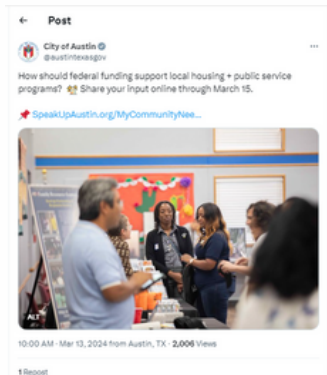 Post
City of Austin
@austintexasgov
How should federal funding support local housing + public service
programs? Share your input online through March 15.
SpeakUpAustin.org/MyCommunityNee...
ALT
10:00 AM · Mar 13, 2024 from Austin, TX · 2,006 Views
1 Repost